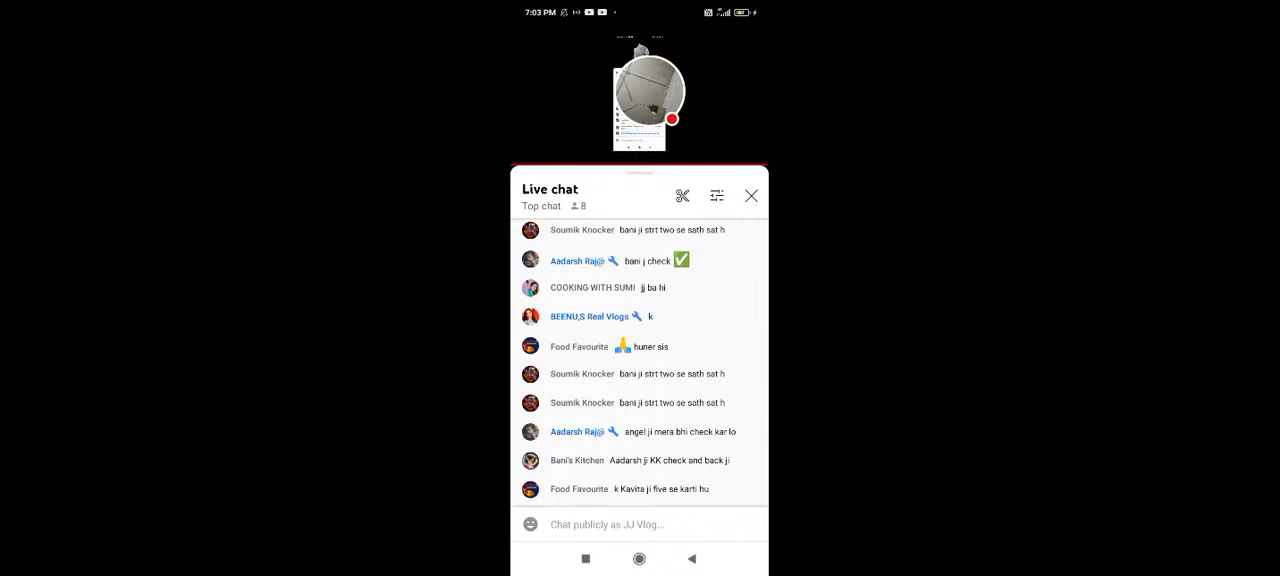 7:03 PM
Live chat
Top chat 8
Soumik Knocker bani ji strt two se sath sat h
Aadarsh Raj@ bani j check ✅
COOKING WITH SUMI jj ba hi
BEENU,S Real Vlogs k
Food Favourite 🙏 huner sis
Soumik Knocker bani ji strt two se sath sat h
Soumik Knocker bani ji strt two se sath sat h
Aadarsh Raj@ angel ji mera bhi check kar lo
Bani's Kitchen Aadarsh ji KK check and back ji
Food Favourite k Kavita ji five se karti hu
Chat publicly as JJ Vlog...